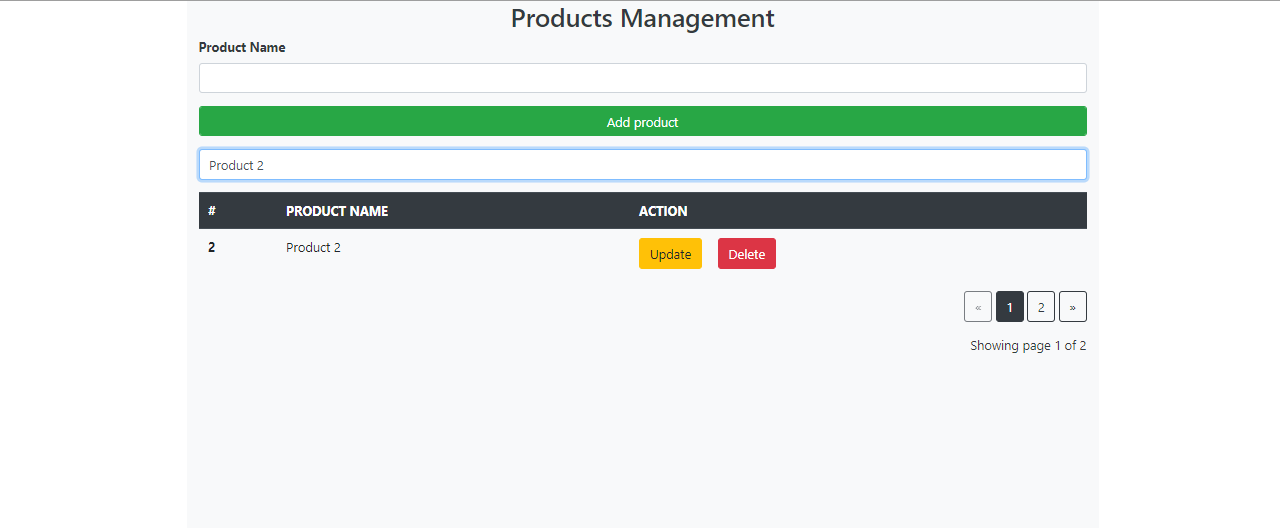 Products Management
Product Name
Add product
Product 2
# PRODUCT NAME ACTION
2 Product 2 Update Delete
« 1 2 »
Showing page 1 of 2